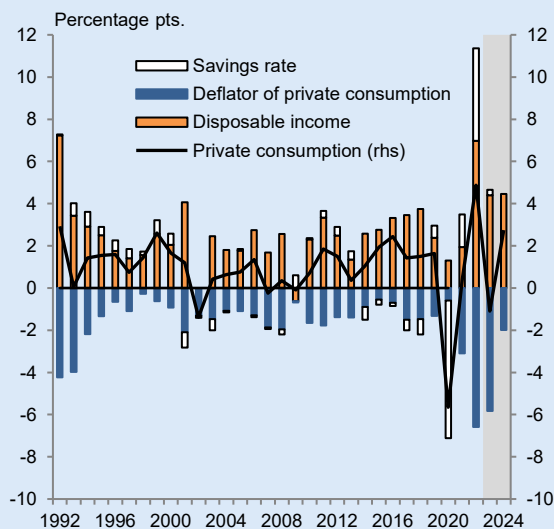 Percentage pts.
12 12
10 10
8 8
6 6
4 4
2 2
0 0
-2 -2
-4 -4
-6 -6
-8 -8
-10 -10
Savings rate
Deflator of private consumption
Disposable income
Private consumption (rhs)
1992 1996 2000 2004 2008 2012 2016 2020 2024